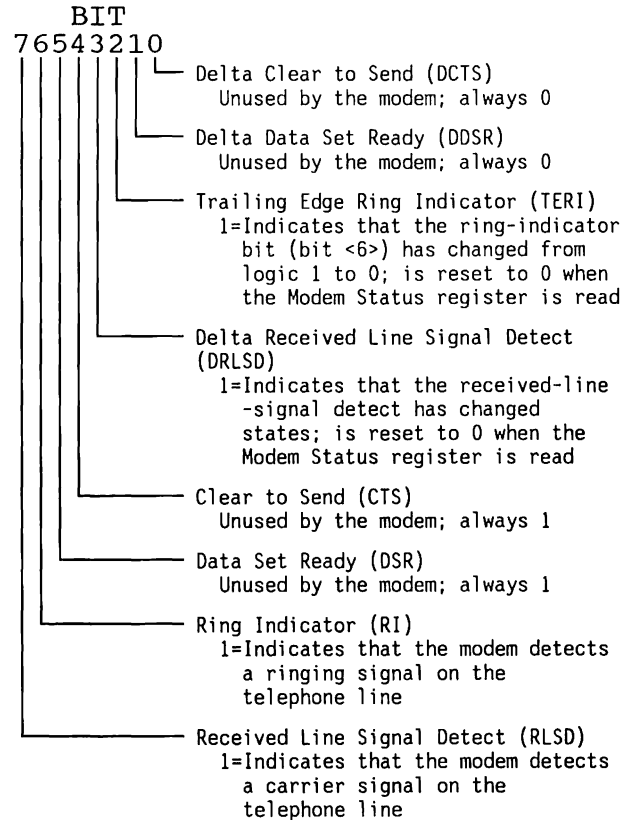 BIT
76543210
Delta Clear to Send (DCTS)
Unused by the modem; always 0
Delta Data Set Ready (DDSR)
Unused by the modem; always 0
Trailing Edge Ring Indicator (TERI)
1=Indicates that the ring-indicator
bit (bit <6>) has changed from
logic 1 to 0; is reset to 0 when
the Modem Status register is read
Delta Received Line Signal Detect
(DRLSD)
1=Indicates that the received-line
-signal detect has changed
states; is reset to 0 when the
Modem Status register is read
Clear to Send (CTS)
Unused by the modem; always 1
Data Set Ready (DSR)
Unused by the modem; always 1
Ring Indicator (RI)
1=Indicates that the modem detects
a ringing signal on the
telephone line
Received Line Signal Detect (RLSD)
1=Indicates that the modem detects
a carrier signal on the
telephone line